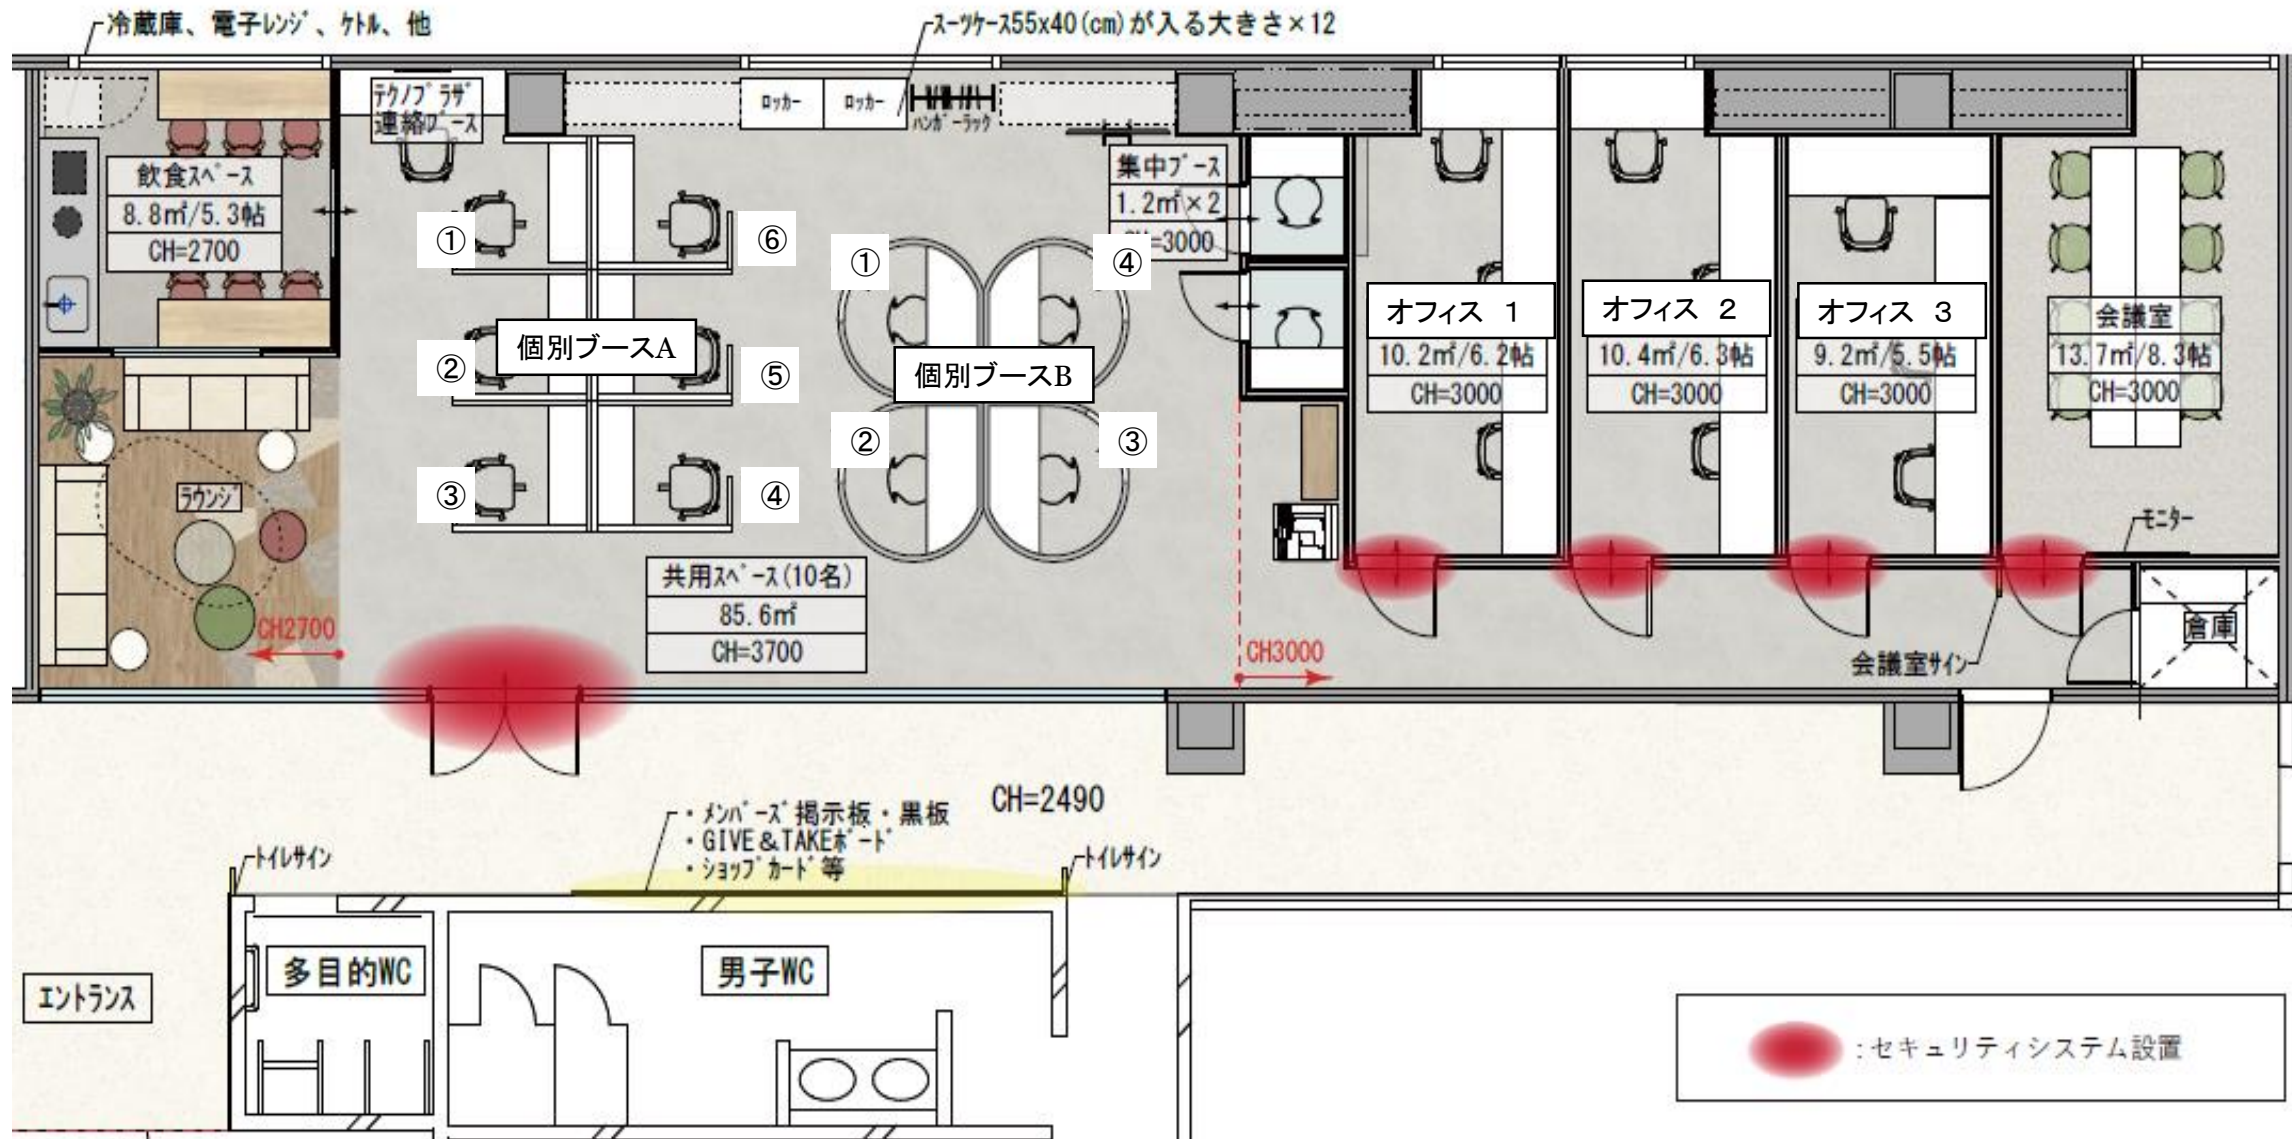 冷蔵庫、電子ﾚﾝｼﾞ、ｹﾄﾙ、他
ｽｰﾂｹｰｽ55x40(cm)が入る大きさ×12
ﾃｸﾉﾌﾟﾗｻﾞ
連絡ﾌﾞｰｽ
ﾛｯｶｰ
ﾛｯｶｰ
ﾊﾝｶﾞｰﾗｯｸ
飲食ｽﾍﾟｰｽ
8.8㎡/5.3帖
CH=2700
集中ﾌﾞｰｽ
1.2㎡×2
CH=3000
①
⑥
①
④
②
個別ブースA
⑤
個別ブースB
③
④
②
③
オフィス 1
10.2㎡/6.2帖
CH=3000
オフィス 2
10.4㎡/6.3帖
CH=3000
オフィス 3
9.2㎡/5.5帖
CH=3000
会議室
13.7㎡/8.3帖
CH=3000
ﾗｳﾝｼﾞ
ﾓﾆﾀｰ
共用ｽﾍﾟｰｽ(10名)
85.6㎡
CH=3700
CH2700
CH3000
会議室ｻｲﾝ
倉庫
CH=2490
・ﾒﾝﾊﾞｰｽﾞ掲示板・黒板
・GIVE＆TAKEﾎﾞｰﾄﾞ
・ｼｮｯﾌﾟｶｰﾄﾞ等
ﾄｲﾚｻｲﾝ
ﾄｲﾚｻｲﾝ
エントランス
多目的WC
男子WC
：セキュリティシステム設置